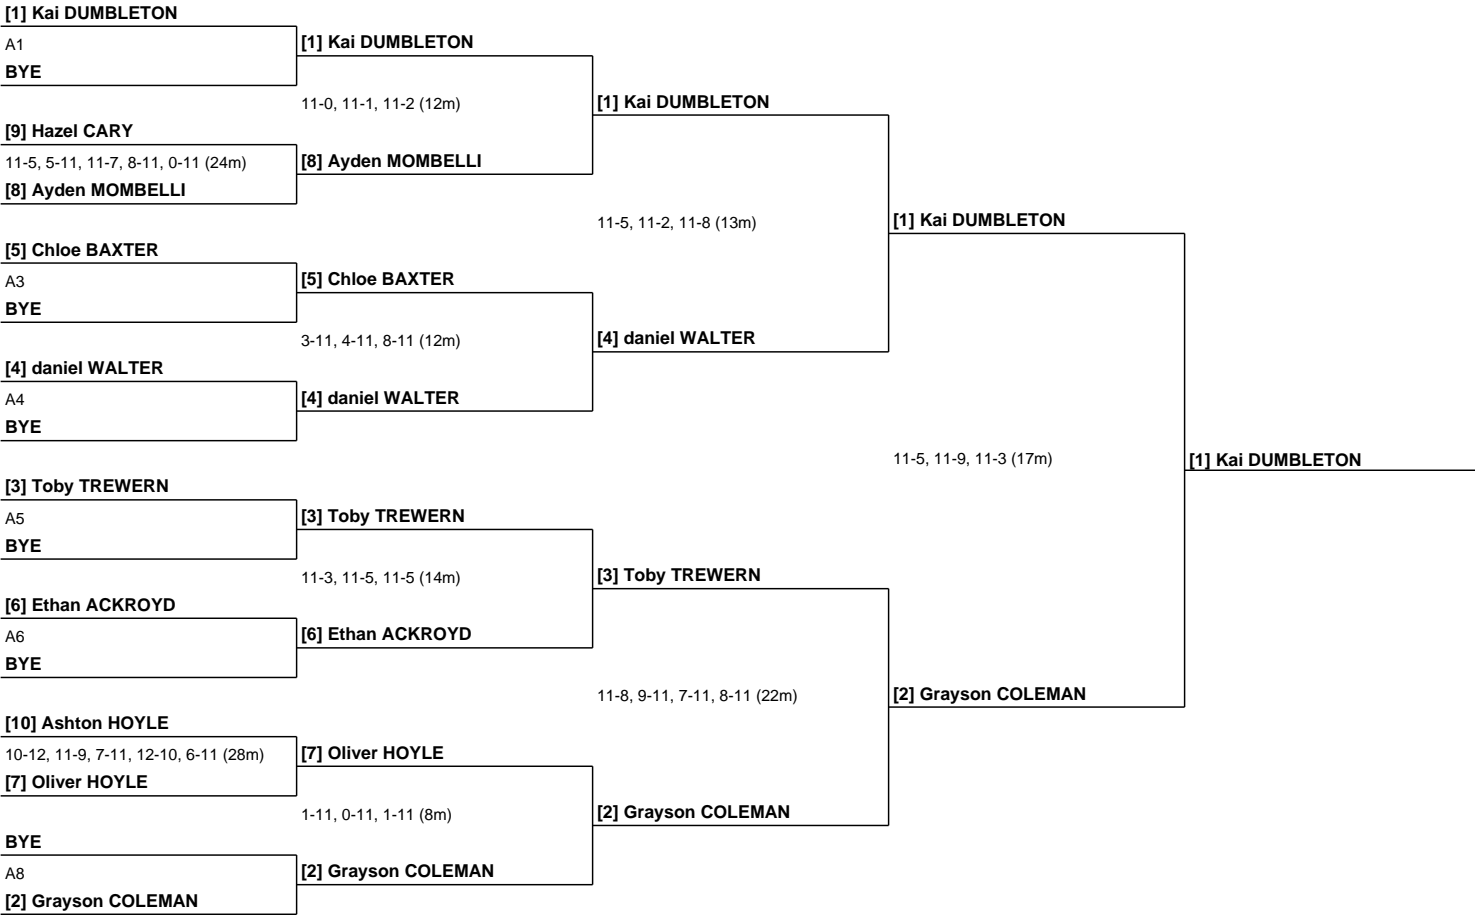 [1] Kai DUMBLETON
A1
BYE
[9] Hazel CARY
11-5, 5-11, 11-7, 8-11, 0-11 (24m)
[8] Ayden MOMBELLI
[5] Chloe BAXTER
A3
BYE
[4] daniel WALTER
A4
BYE
[3] Toby TREWERN
A5
BYE
[6] Ethan ACKROYD
A6
BYE
[10] Ashton HOYLE
10-12, 11-9, 7-11, 12-10, 6-11 (28m)
[7] Oliver HOYLE
BYE
A8
[2] Grayson COLEMAN
[1] Kai DUMBLETON
11-0, 11-1, 11-2 (12m)
[8] Ayden MOMBELLI
[5] Chloe BAXTER
3-11, 4-11, 8-11 (12m)
[4] daniel WALTER
[3] Toby TREWERN
11-3, 11-5, 11-5 (14m)
[6] Ethan ACKROYD
[7] Oliver HOYLE
1-11, 0-11, 1-11 (8m)
[2] Grayson COLEMAN
[1] Kai DUMBLETON
11-5, 11-2, 11-8 (13m)
[4] daniel WALTER
[3] Toby TREWERN
11-8, 9-11, 7-11, 8-11 (22m)
[2] Grayson COLEMAN
[1] Kai DUMBLETON
11-5, 11-9, 11-3 (17m)
[2] Grayson COLEMAN
[1] Kai DUMBLETON